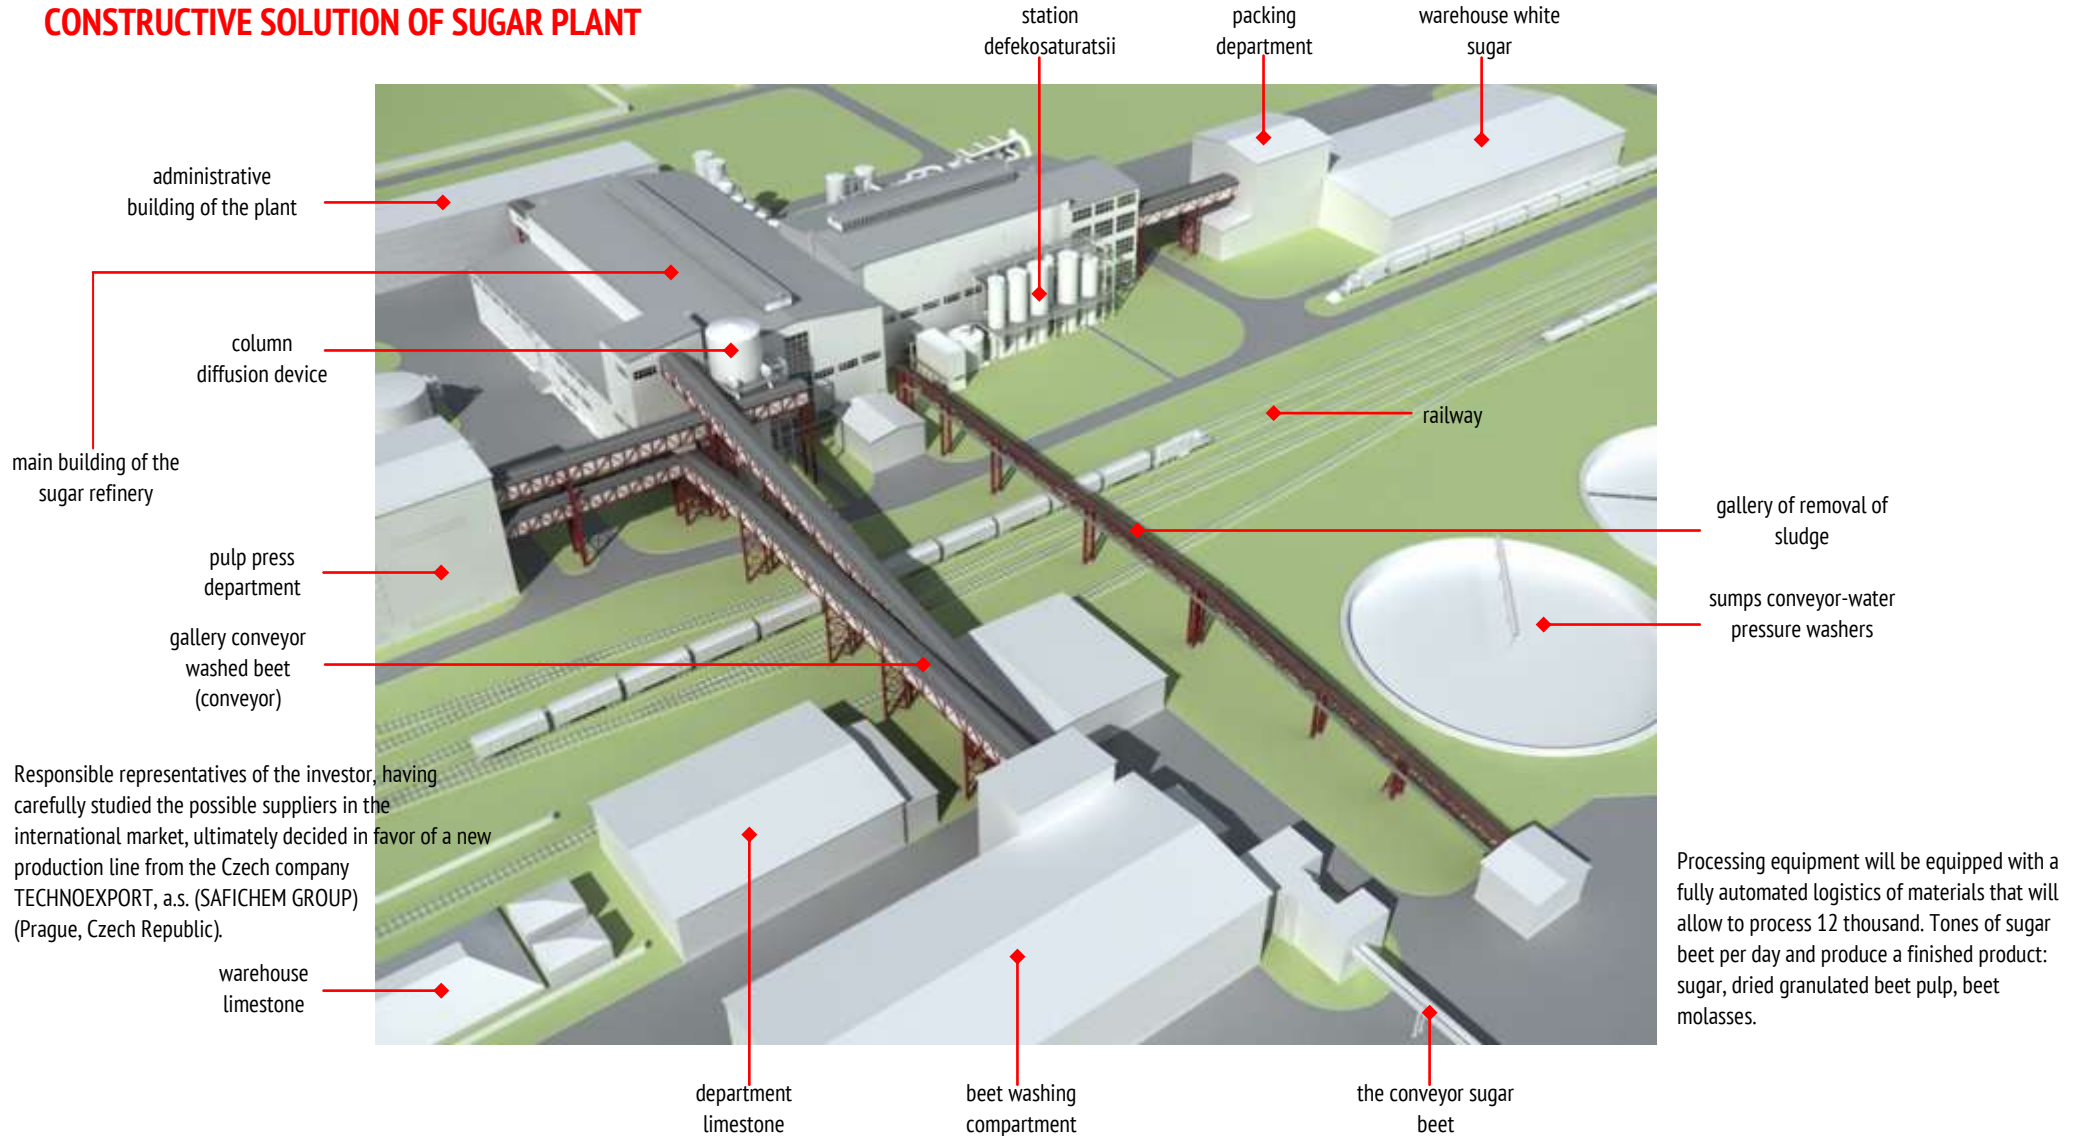 CONSTRUCTIVE SOLUTION OF SUGAR PLANT
station
defekosaturatsii
packing
department
warehouse white
sugar
administrative
building of the plant
column
diffusion device
main building of the
sugar refinery
railway
gallery of removal of
sludge
pulp press
department
sumps conveyor-water
pressure washers
gallery conveyor
washed beet
(conveyor)
Responsible representatives of the investor, having
carefully studied the possible suppliers in the
international market, ultimately decided in favor of a new
production line from the Czech company
TECHNOEXPORT, a.s. (SAFICHEM GROUP)
(Prague, Czech Republic).
Processing equipment will be equipped with a
fully automated logistics of materials that will
allow to process 12 thousand. Tones of sugar
beet per day and produce a finished product:
sugar, dried granulated beet pulp, beet
molasses.
warehouse
limestone
department
limestone
beet washing
compartment
the conveyor sugar
beet